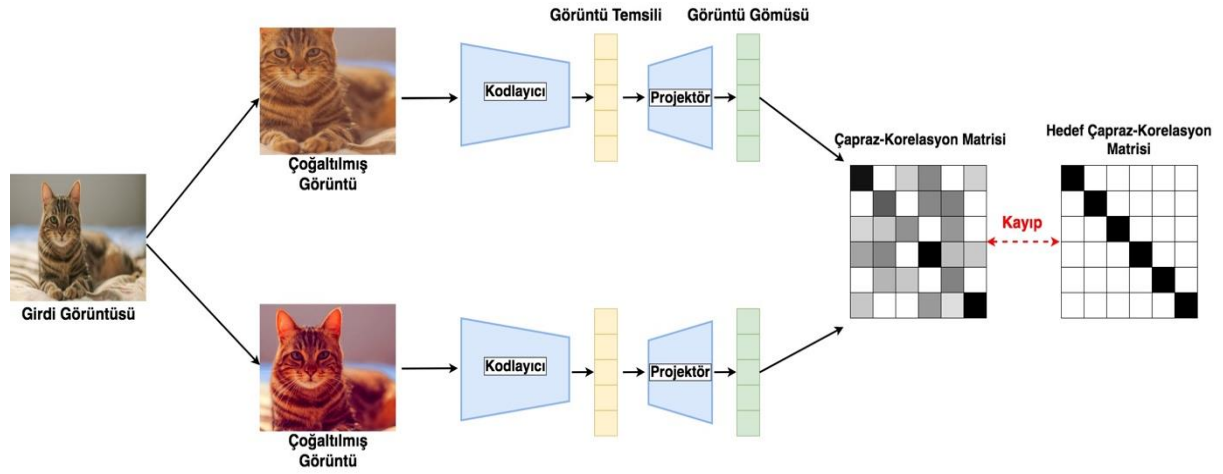 Görüntü Temsili
Görüntü Gömüsü
Kodlayıcı
Projektör
Çoğaltılmış
Görüntü
Çapraz-Korelasyon Matrisi
Hedef Çapraz-Korelasyon
Matrisi
Kayıp
Girdi Görüntüsü
Kodlayıcı
Projektör
Çoğaltılmış
Görüntü